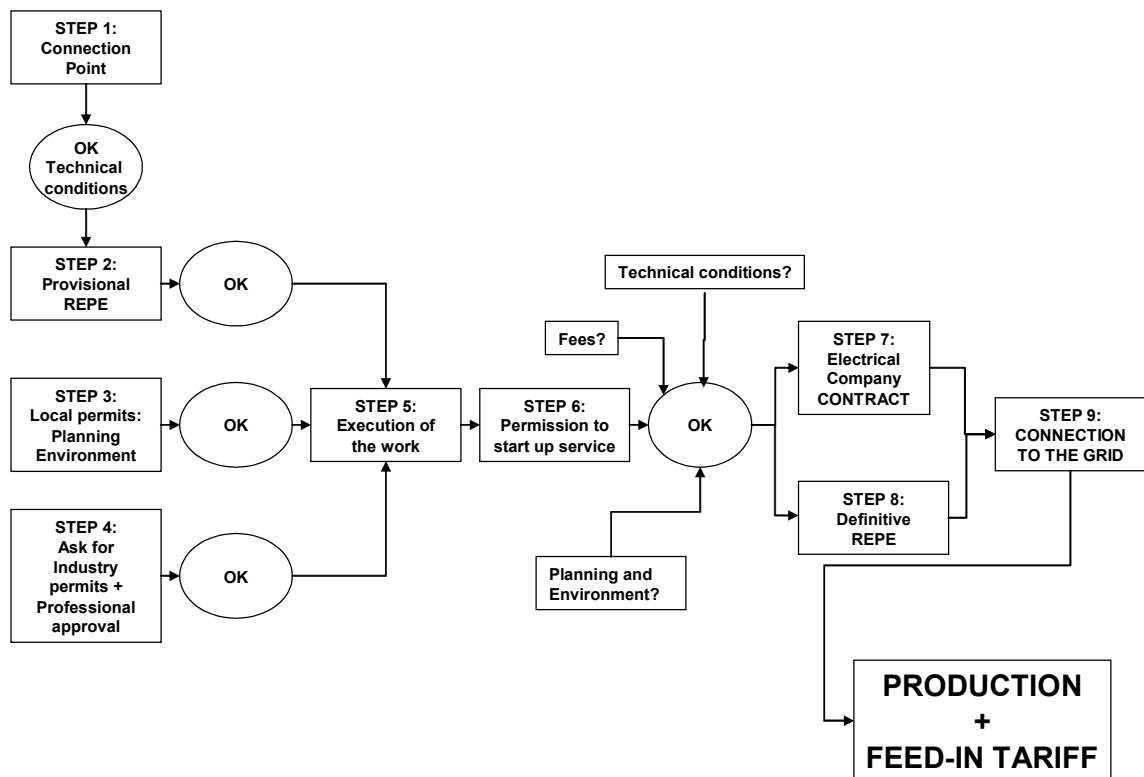 STEP 1:
Connection
Point
OK
Technical
conditions
STEP 2:
Provisional
REPE
OK
STEP 3:
Local permits:
Planning
Environment
OK
STEP 4:
Ask for
Industry
permits +
Professional
approval
OK
STEP 5:
Execution of
the work
STEP 6:
Permission to
start up service
Technical conditions?
Fees?
OK
Planning and
Environment?
STEP 7:
Electrical
Company
CONTRACT
STEP 8:
Definitive
REPE
STEP 9:
CONNECTION
TO THE GRID
PRODUCTION
+
FEED-IN TARIFF